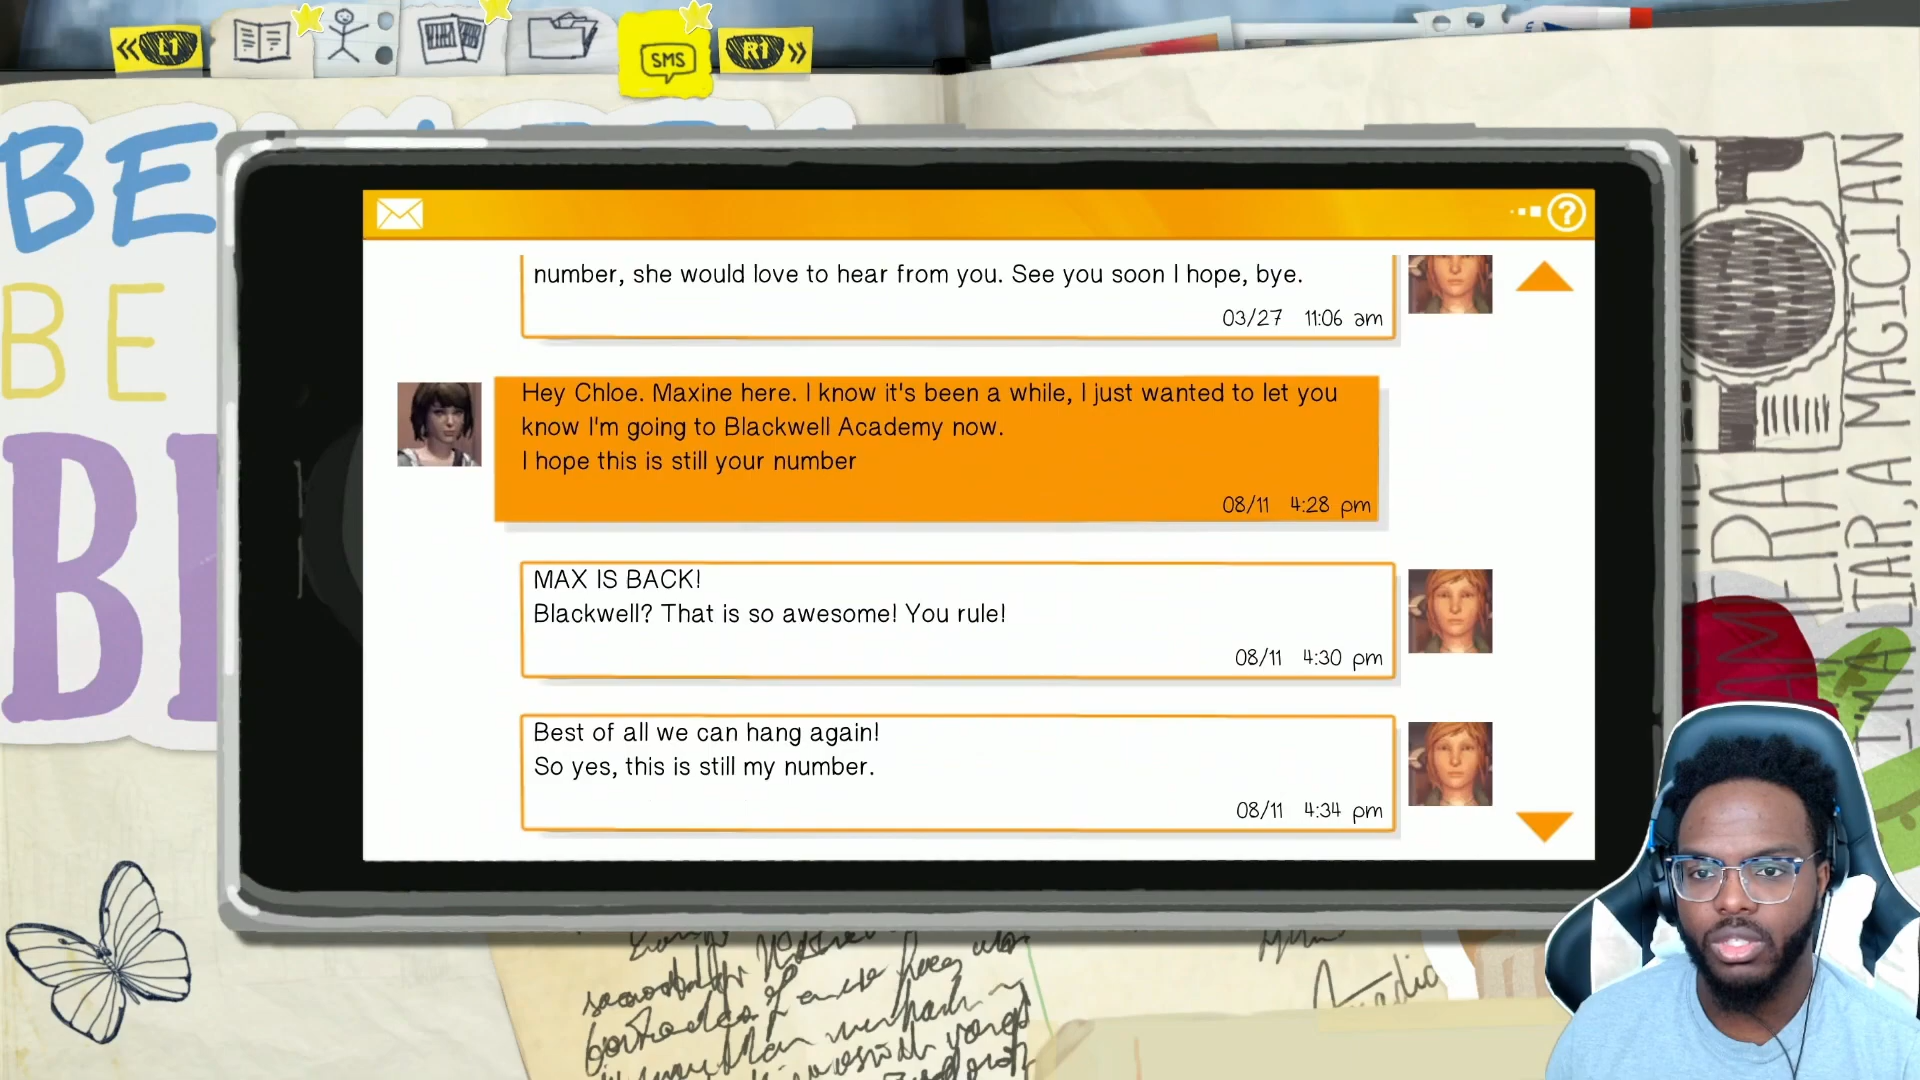 L1
SMS
R1
BE
BE
number, she would love to hear from you. See you soon I hope, bye.
03/27 11:06 am
Hey Chloe. Maxine here. I know it's been a while, I just wanted to let you
know I'm going to Blackwell Academy now.
I hope this is still your number
08/11 4:28 pm
MAX IS BACK!
Blackwell? That is so awesome! You rule!
08/11 4:30 pm
Best of all we can hang again!
So yes, this is still my number.
08/11 4:34 pm
LIAR, A MAGICIAN